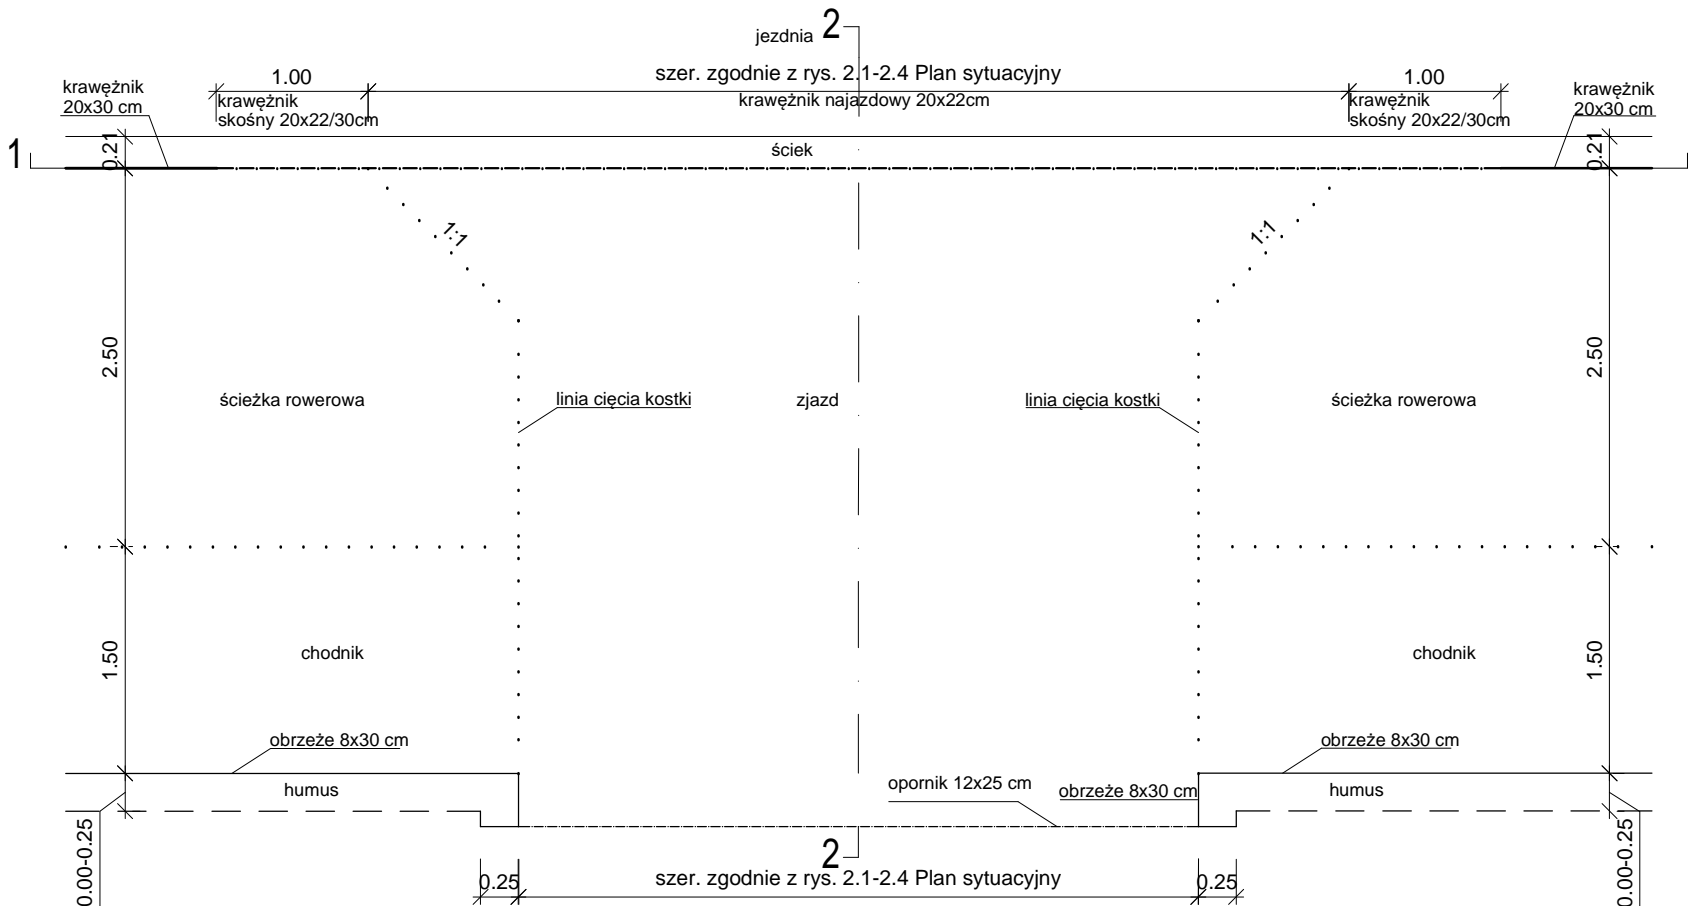 jezdnia
2
szer. zgodnie z rys. 2.1-2.4 Plan sytuacyjny
krawężnik najazdowy 20x22cm
krawężnik
20x30 cm
1.00
krawężnik
skośny 20x22/30cm
1.00
krawężnik
skośny 20x22/30cm
krawężnik
20x30 cm
1
0.21
ściek
0.21
1:1
1:1
2.50
2.50
ścieżka rowerowa
linia cięcia kostki
zjazd
linia cięcia kostki
ścieżka rowerowa
1.50
chodnik
chodnik
1.50
obrzeże 8x30 cm
obrzeże 8x30 cm
humus
opornik 12x25 cm
obrzeże 8x30 cm
humus
0.00-0.25
0.00-0.25
2
0.25
szer. zgodnie z rys. 2.1-2.4 Plan sytuacyjny
0.25